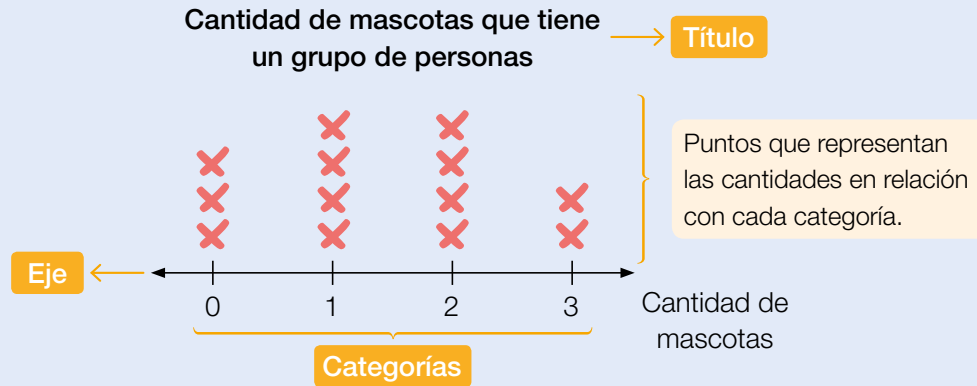 Cantidad de mascotas que tiene
un grupo de personas
Título
Puntos que representan
las cantidades en relación
con cada categoría.
Eje
0 1 2 3
Cantidad de
mascotas
Categorías